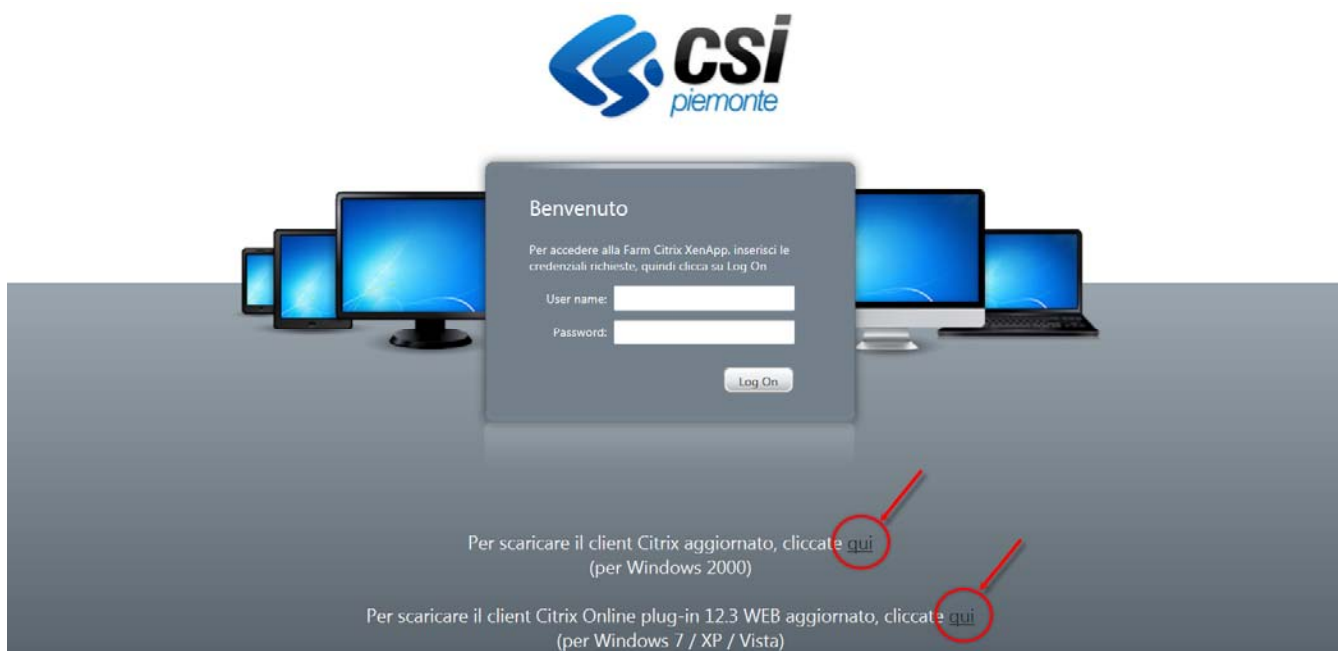 csi
piemonte
Benvenuto
Per accedere alla Farm Citrix XenApp, inserisci le
credenziali richieste, quindi clicca su Log On
User name:
Password:
Log On
Per scaricare il client Citrix aggiornato, cliccate qui
(per Windows 2000)
Per scaricare il client Citrix Online plug-in 12.3 WEB aggiornato, cliccate qui
(per Windows 7 / XP / Vista)